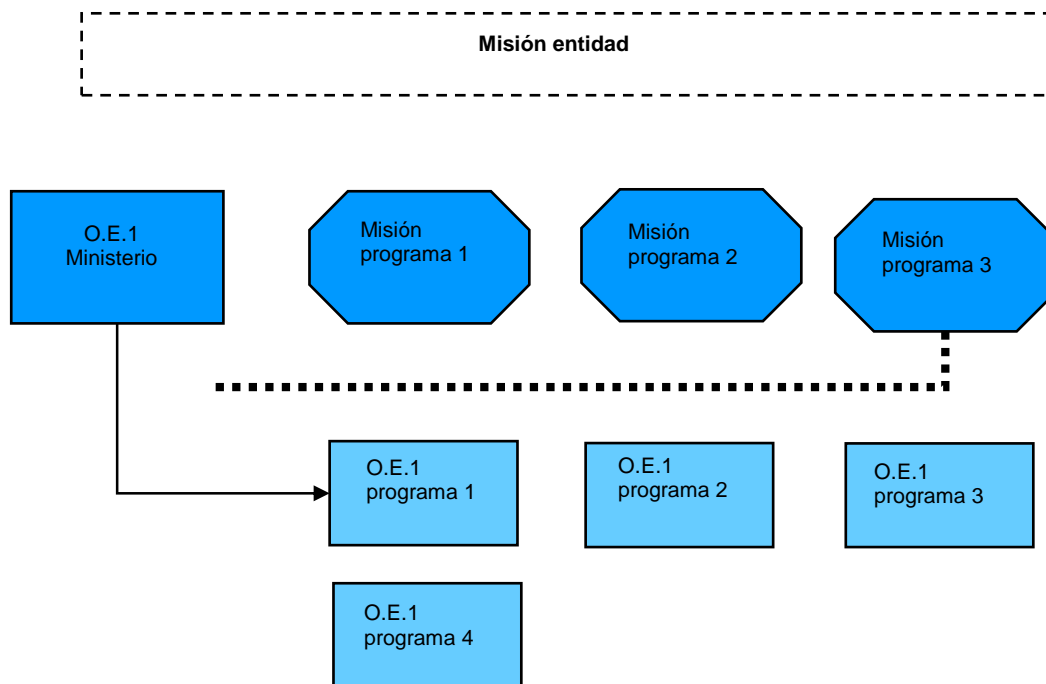 Misión entidad
O.E.1
Ministerio
Misión
programa 1
Misión
programa 2
Misión
programa 3
O.E.1
programa 1
O.E.1
programa 2
O.E.1
programa 3
O.E.1
programa 4